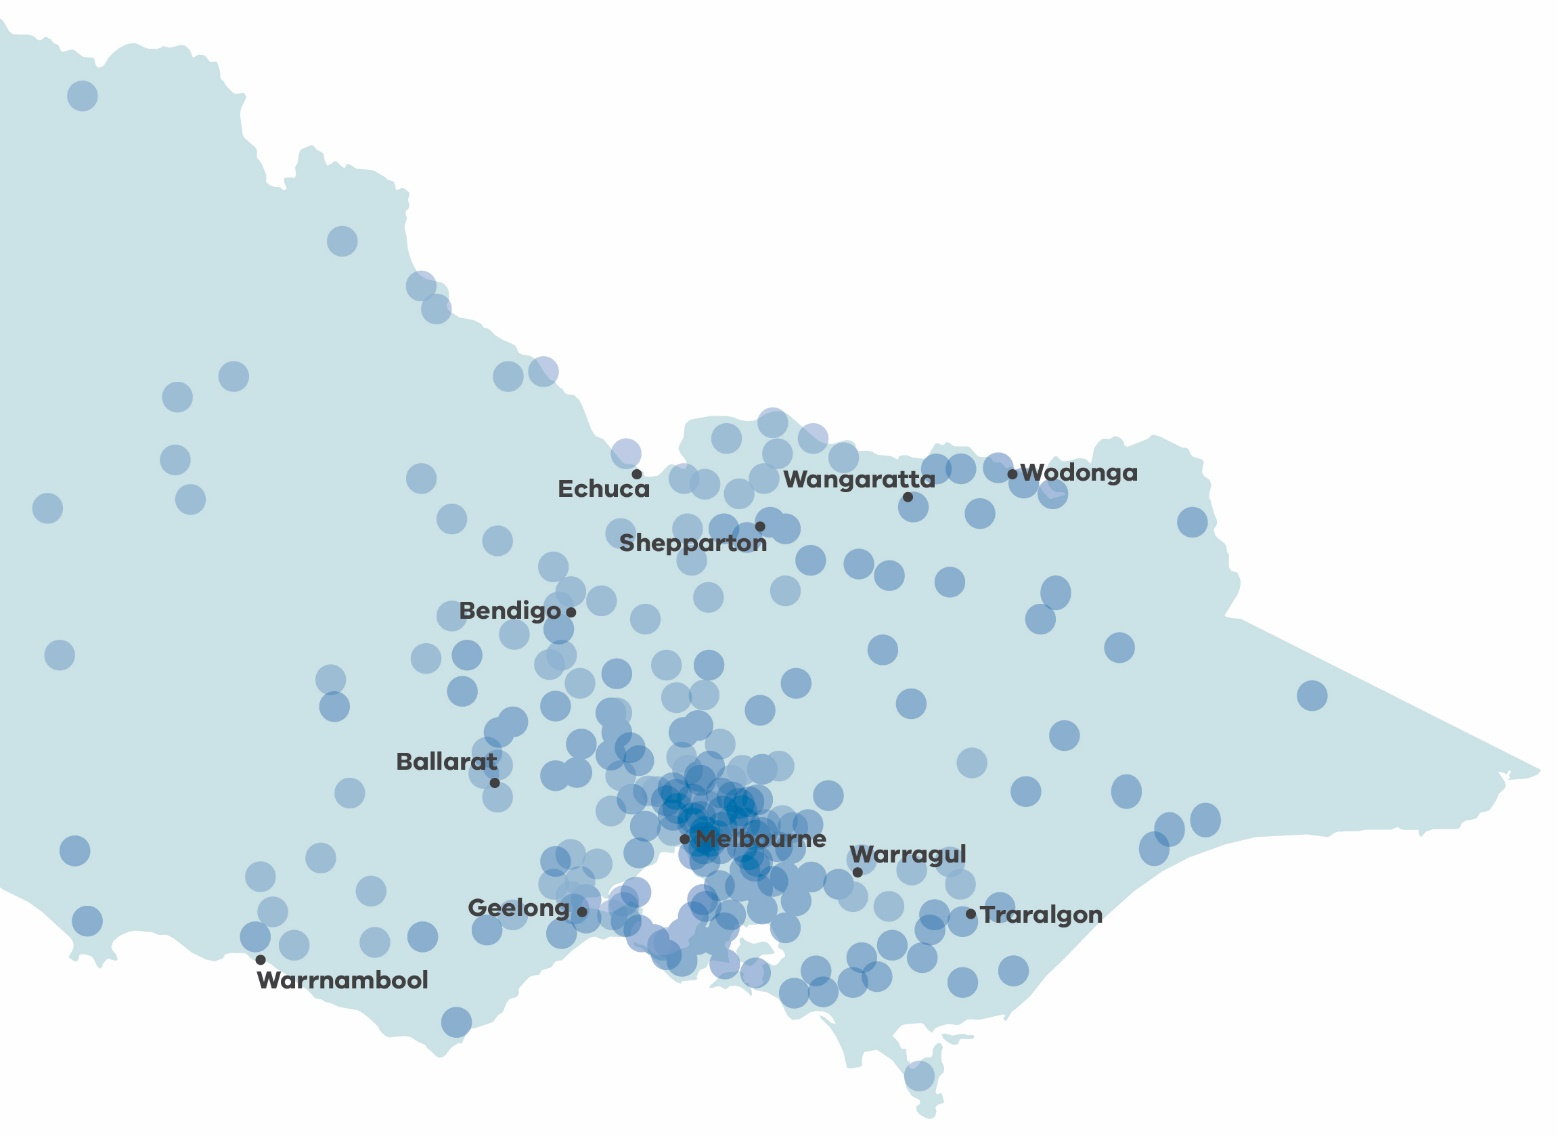 Wodonga
Wangaratta
Echuca
Shepparton
Bendigo
Ballarat
Melbourne
Warragul
Geelong
Traralgon
Warrnambool